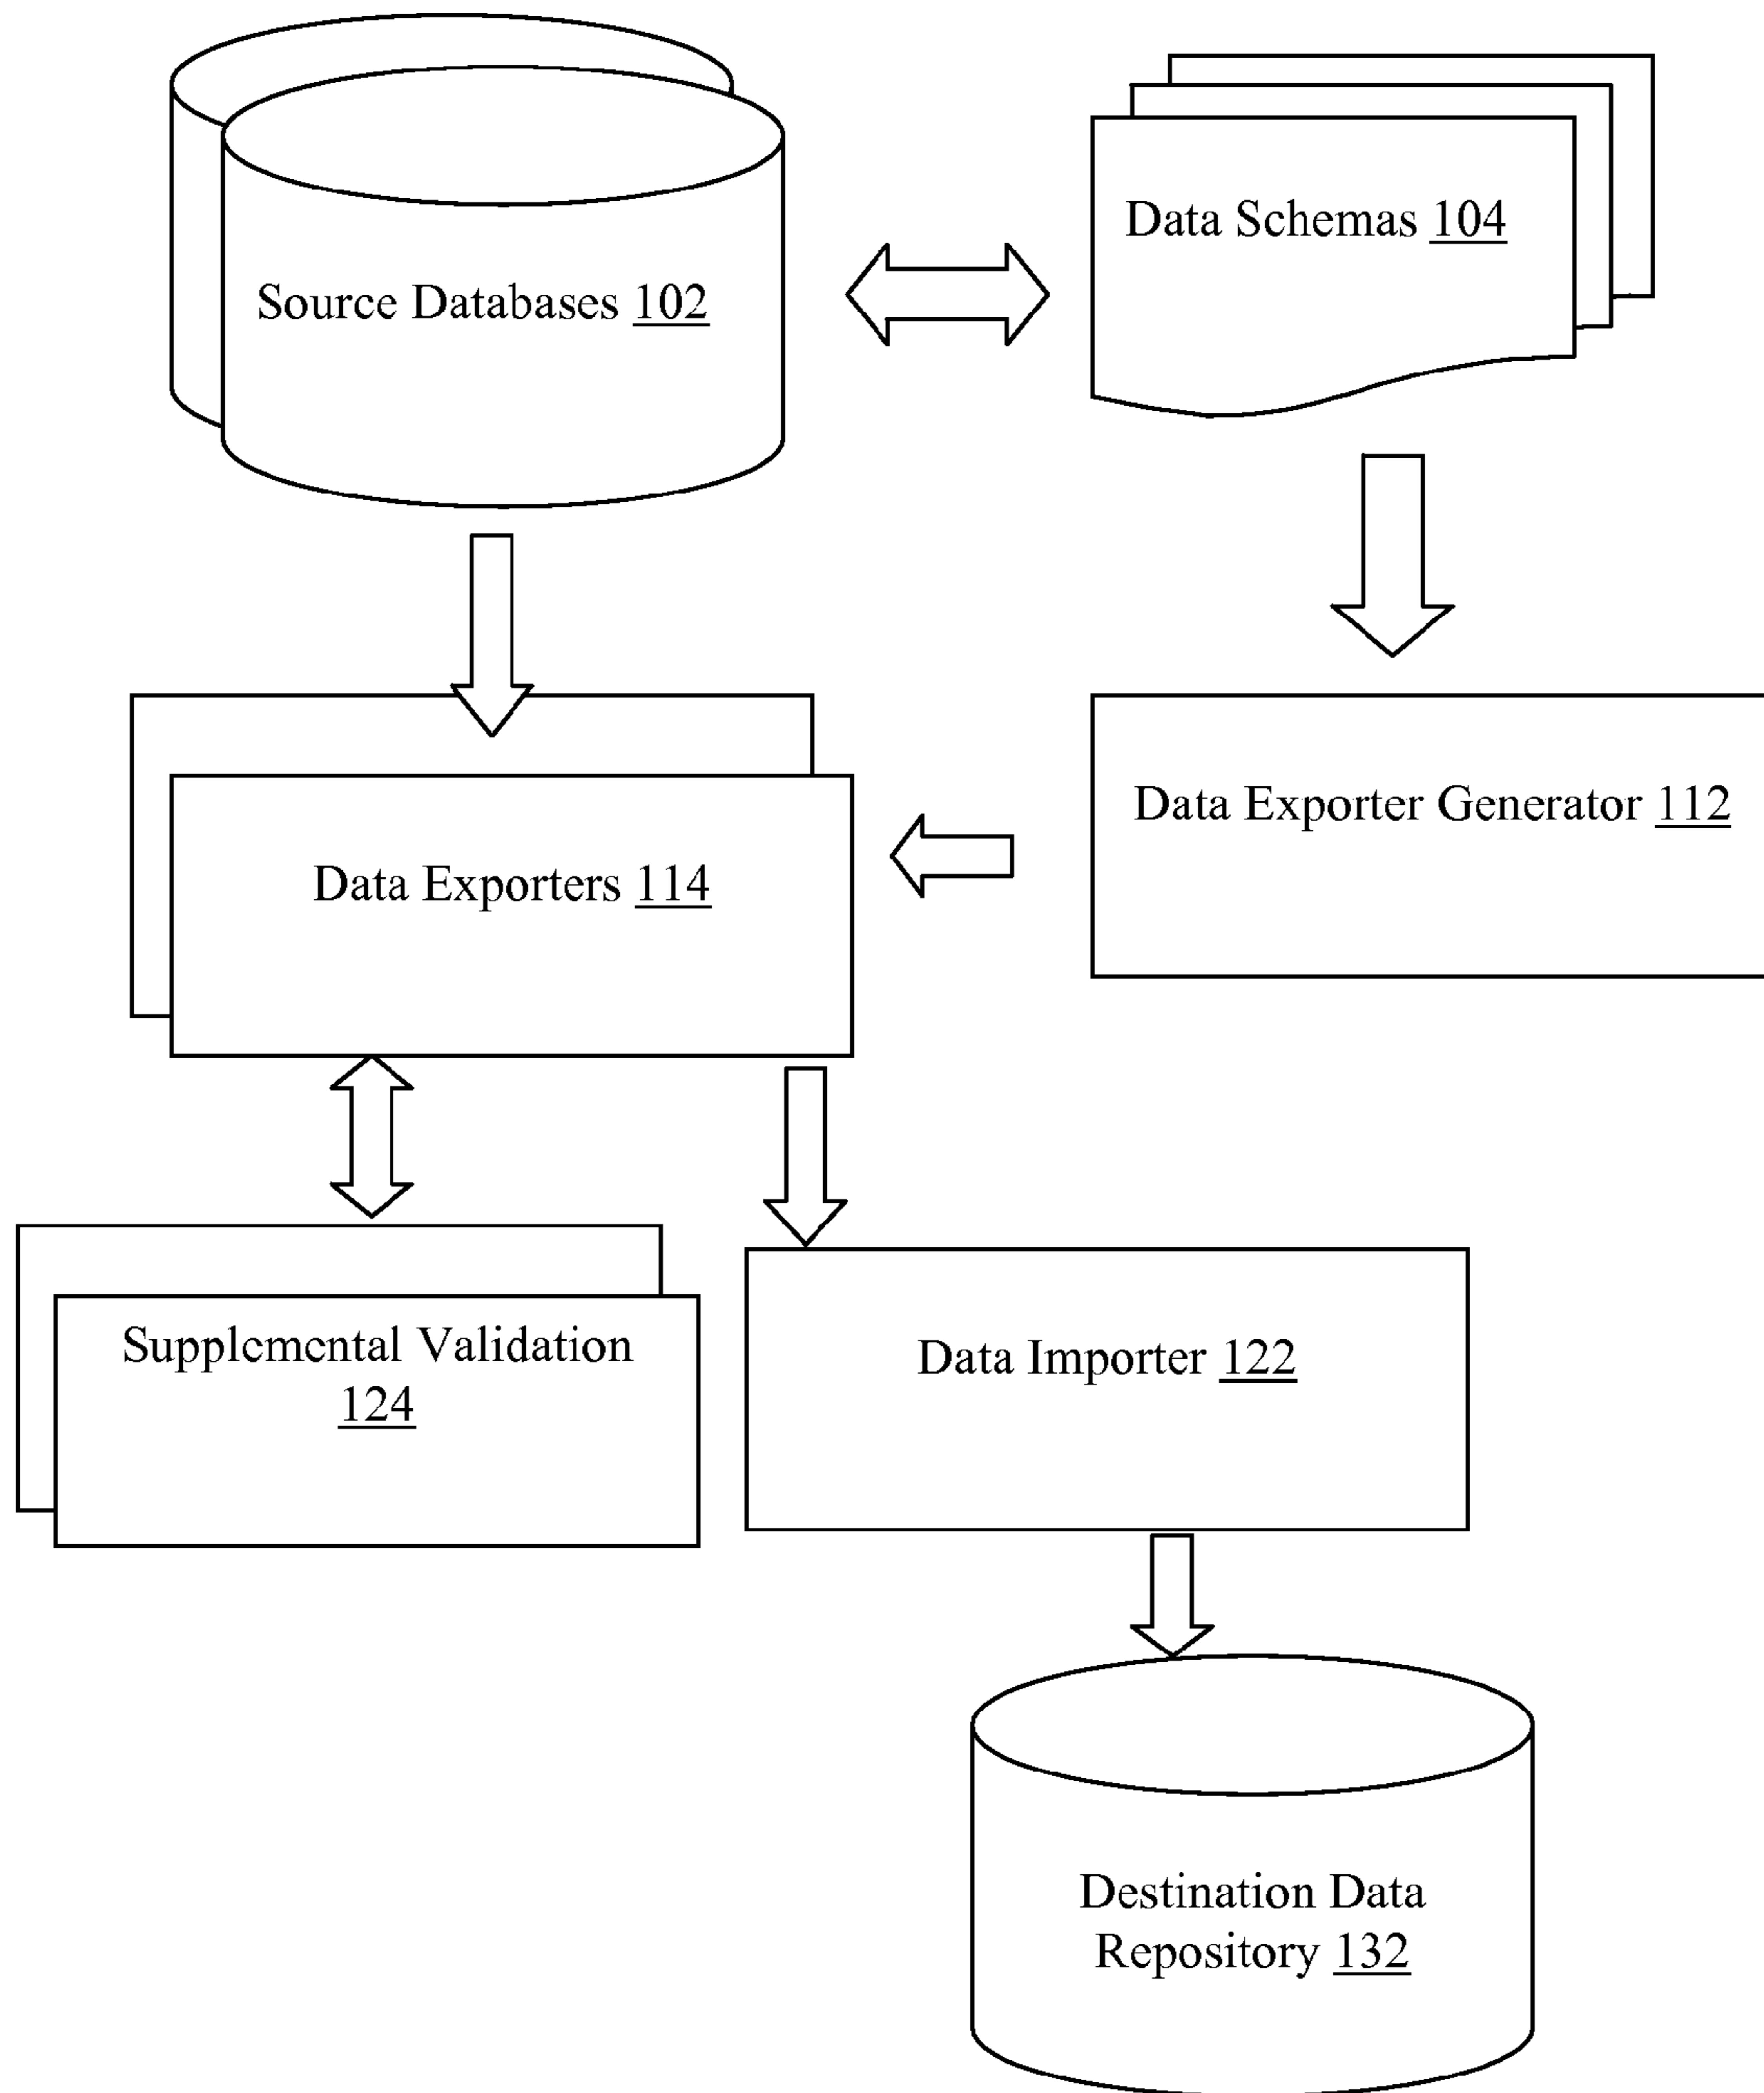 Data Schemas 104
Source Databases 102
Data Exporter Generator 112
Data Exporters 114
Supplemental Validation
124
Data Importer 122
Destination Data
Repository 132